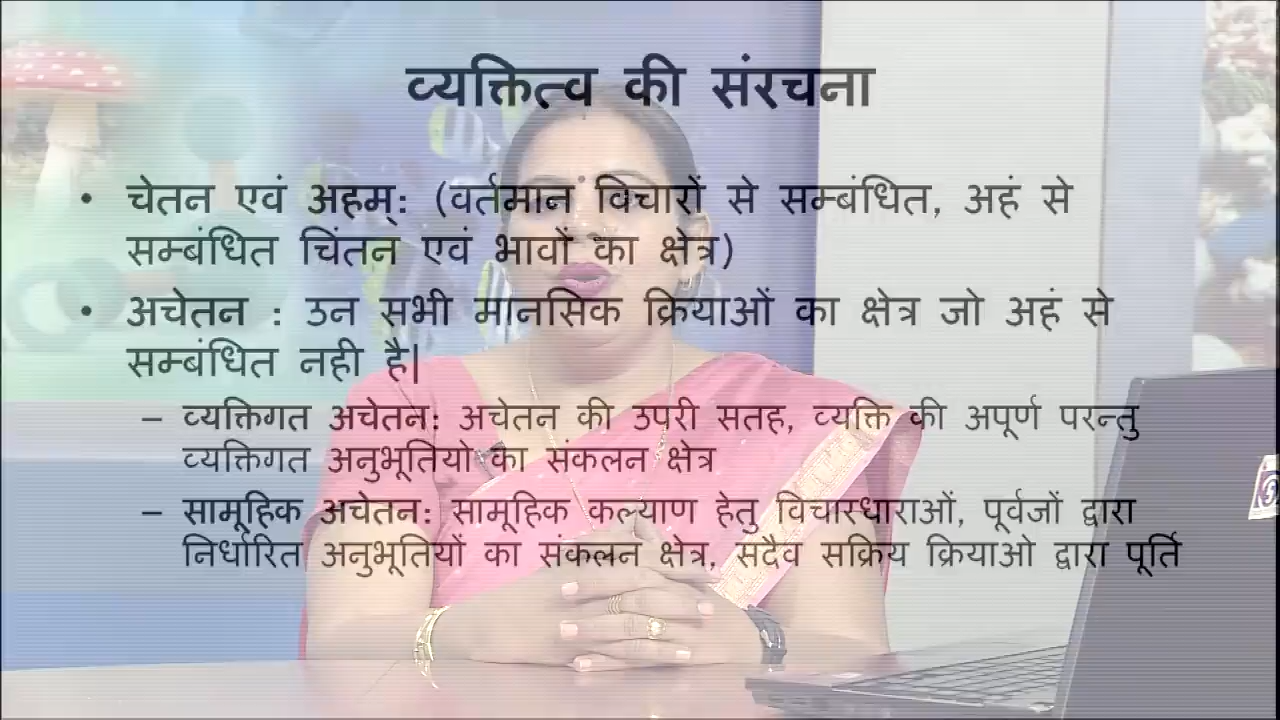 व्यक्तित्व की संरचना
• चेतन एवं अहम्: (वर्तमान विचारों से सम्बंधित, अहं से
सम्बंधित चिंतन एवं भावों का क्षेत्र)
• अचेतन : उन सभी मानसिक क्रियाओं का क्षेत्र जो अहं से
सम्बंधित नही है|
– व्यक्तिगत अचेतन: अचेतन की उपरी सतह, व्यक्ति की अपूर्ण परन्तु
व्यक्तिगत अनुभूतियो का संकलन क्षेत्र
– सामूहिक अचेतन: सामूहिक कल्याण हेतु विचारधाराओं, पूर्वजों द्वारा
निर्धारित अनुभूतियों का संकलन क्षेत्र, सदैव सक्रिय क्रियाओ द्वारा पूर्ति